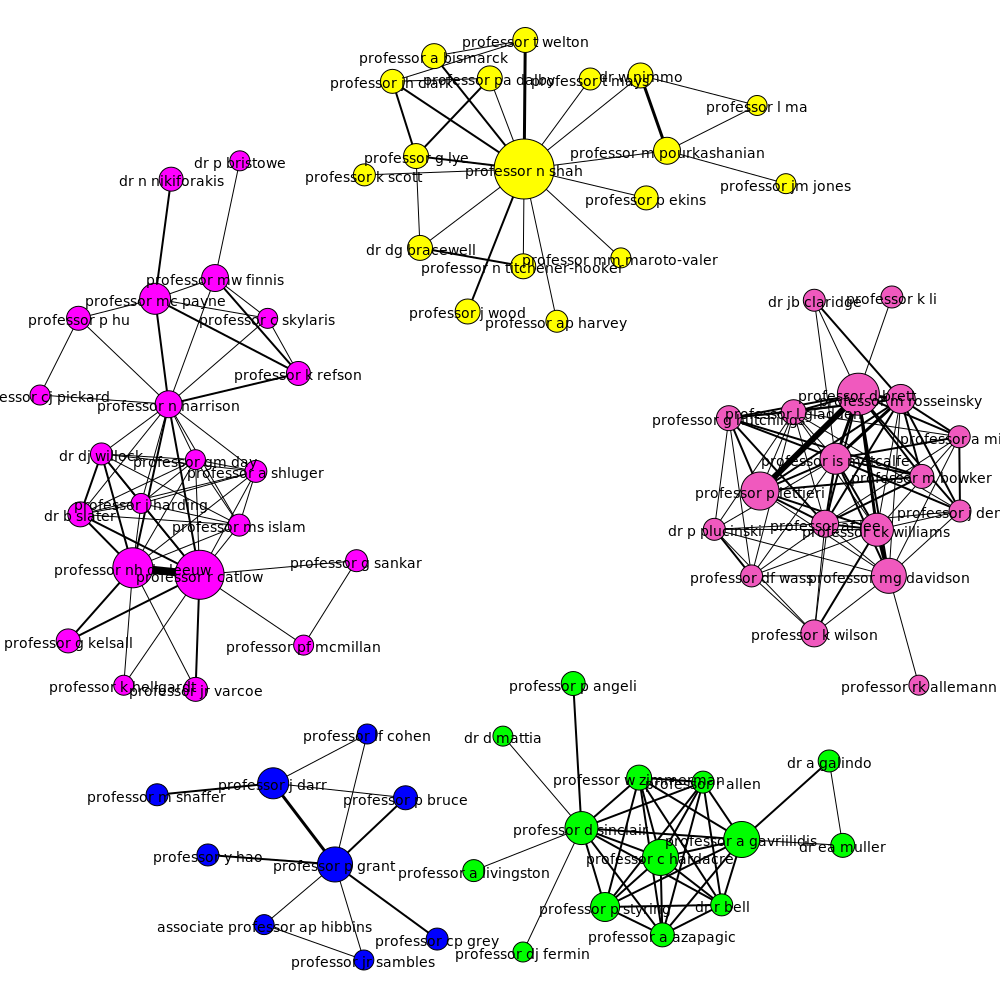 professor t welton
professor a bismarck
professor jh clark
professor pa dalby
professor t mays
dr w nimmo
professor l ma
professor g lye
professor m pourkashanian
professor k scott
professor n shah
professor jm jones
professor p ekins
dr dg bracewell
professor n titchener-hooker
professor mm maroto-valer
professor j wood
professor ap harvey
dr p bristowe
dr n nikiforakis
professor mw finnis
professor mc payne
professor p hu
professor c skylaris
professor k refson
essor cj pickard
professor n harrison
dr dj willock
professor gm day
professor a shluger
professor j harding
dr b slater
professor ms islam
professor nh de leeuw
professor r catlow
professor g sankar
professor g kelsall
professor pf mcmillan
professor k hellgardt
professor jr varcoe
dr jb claridge
professor k li
professor d brett
professor m rosseinsky
professor l gladden
professor g hutchings
professor a mi
professor is metcalfe
professor m bowker
professor p lettieri
professor j der
professor af lee
professor ck williams
dr p plucinski
professor df wass
professor mg davidson
professor k wilson
professor rk allemann
professor p angeli
dr d mattia
professor lf cohen
dr a galindo
professor w zimmerman
professor r allen
professor j darr
professor m shaffer
professor p bruce
professor d sinclair
professor a gavriilidis
dr ea muller
professor y hao
professor p grant
professor a livingston
professor c hardacre
professor p styring
dr r bell
associate professor ap hibbins
professor cp grey
professor a azapagic
professor dj fermin
professor jr sambles